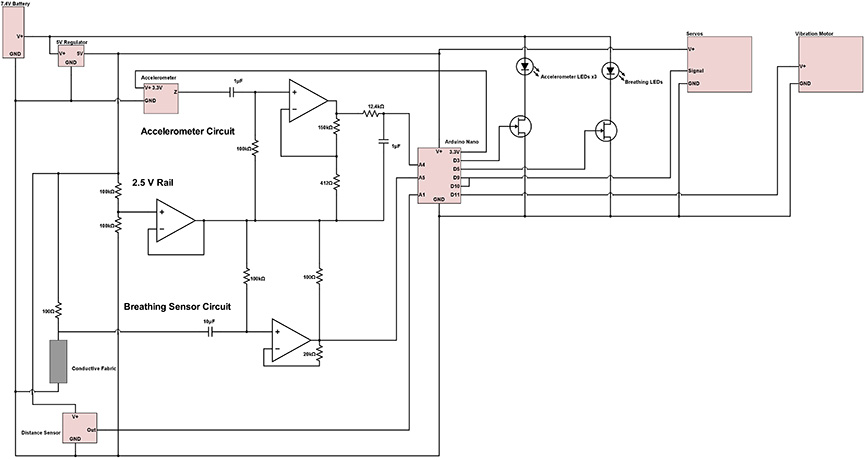 7.4V Battery
V+
GND
5V Regulator
V+ 5V
GND
Accelerometer
V+ 3.3V
Z
GND
1µF
Accelerometer Circuit
100kΩ
+
−
150kΩ
412Ω
12.4kΩ
1µF
2.5 V Rail
100kΩ
100kΩ
+
−
Arduino Nano
V+ 3.3V
D3
A4
D5
A5
D9
D10
A1
D11
GND
Accelerometer LEDs x3
Breathing LEDs
Servos
V+
Signal
GND
Vibration Motor
V+
GND
Breathing Sensor Circuit
100Ω
10µF
100kΩ
100Ω
+
−
20kΩ
Conductive Fabric
Distance Sensor
V+
Out
GND